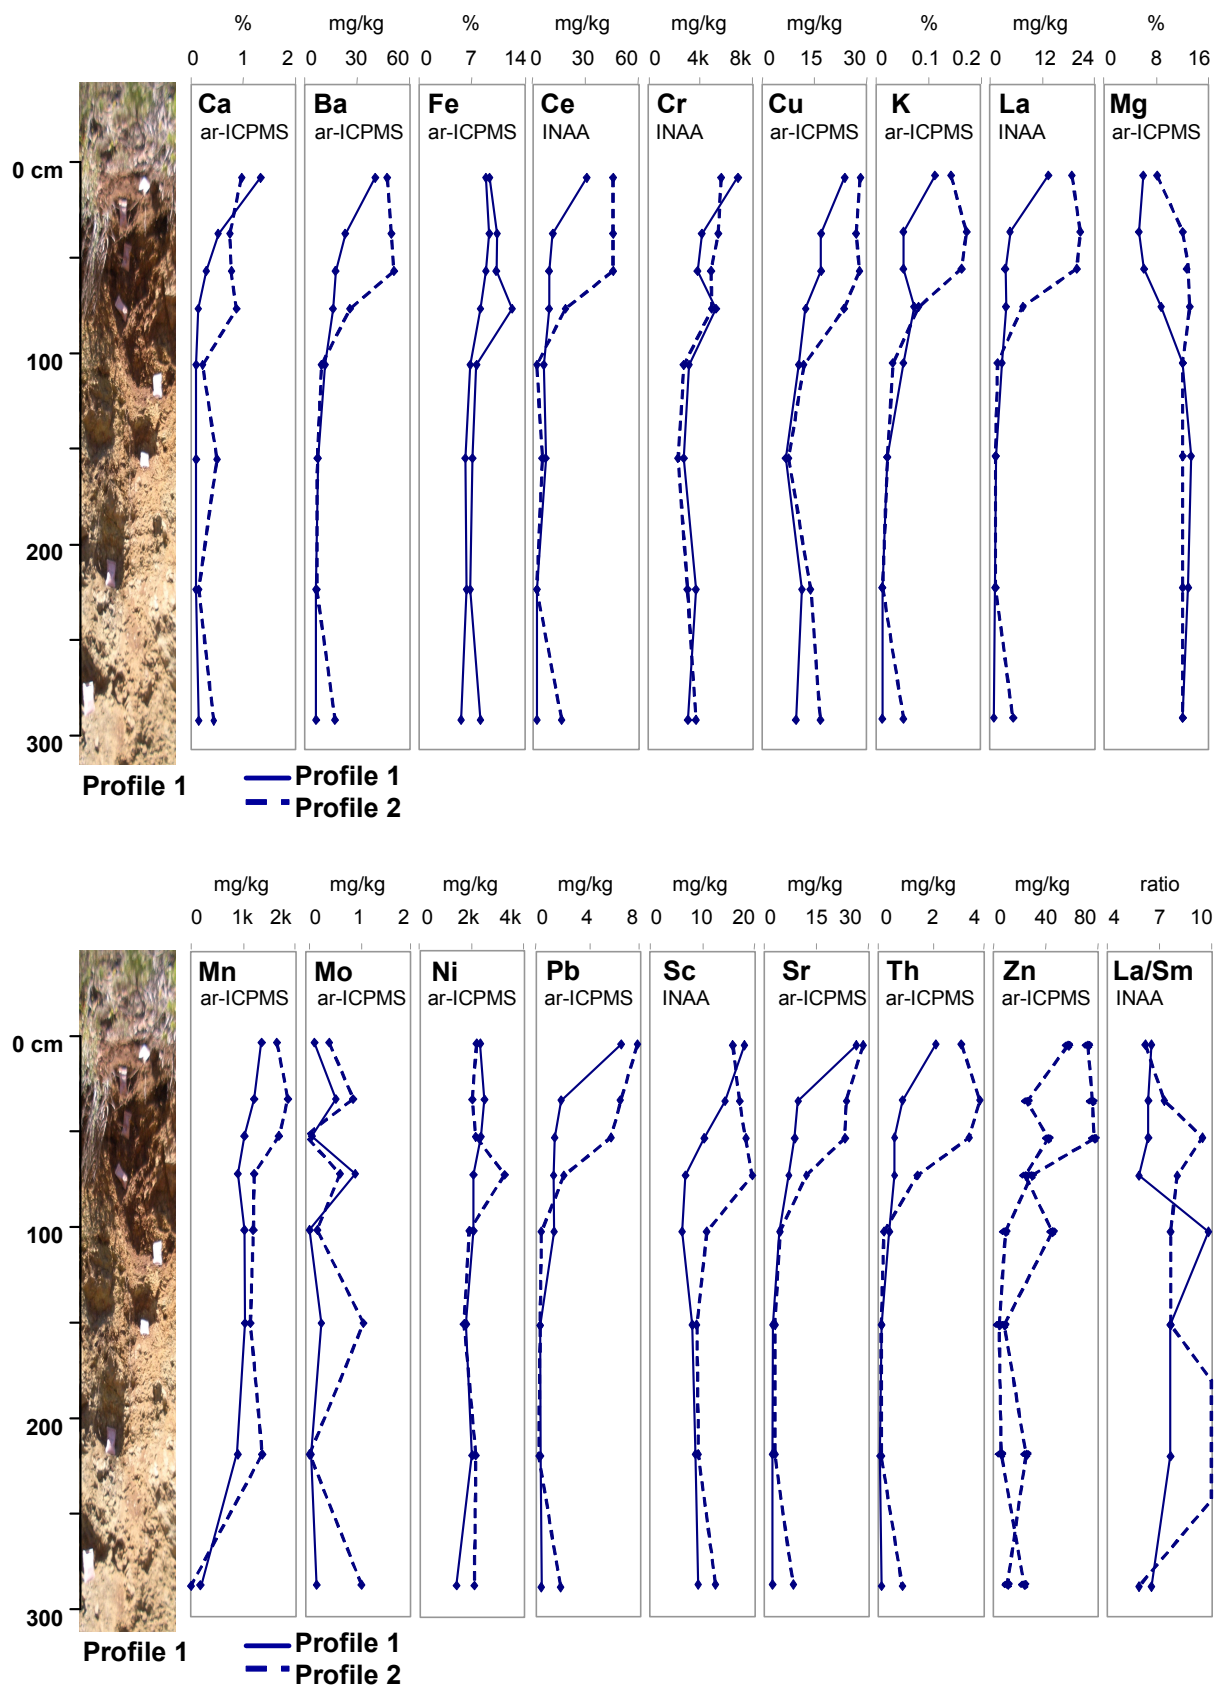 % mg/kg % mg/kg mg/kg mg/kg % mg/kg %
0 1 2 0 30 60 0 7 14 0 30 60 0 4k 8k 0 15 30 0 0.1 0.2 0 12 24 0 8 16
Ca Ba Fe Ce Cr Cu K La Mg
ar-ICPMS ar-ICPMS ar-ICPMS INAA INAA ar-ICPMS ar-ICPMS INAA ar-ICPMS
0 cm
100
200
300
Profile 1
Profile 1
Profile 2
mg/kg mg/kg mg/kg mg/kg mg/kg mg/kg mg/kg mg/kg ratio
0 1k 2k 0 1 2 0 2k 4k 0 4 8 0 10 20 0 15 30 0 2 4 0 40 80 4 7 10
Mn Mo Ni Pb Sc Sr Th Zn La/Sm
ar-ICPMS ar-ICPMS ar-ICPMS ar-ICPMS INAA ar-ICPMS ar-ICPMS ar-ICPMS INAA
0 cm
100
200
300
Profile 1
Profile 1
Profile 2